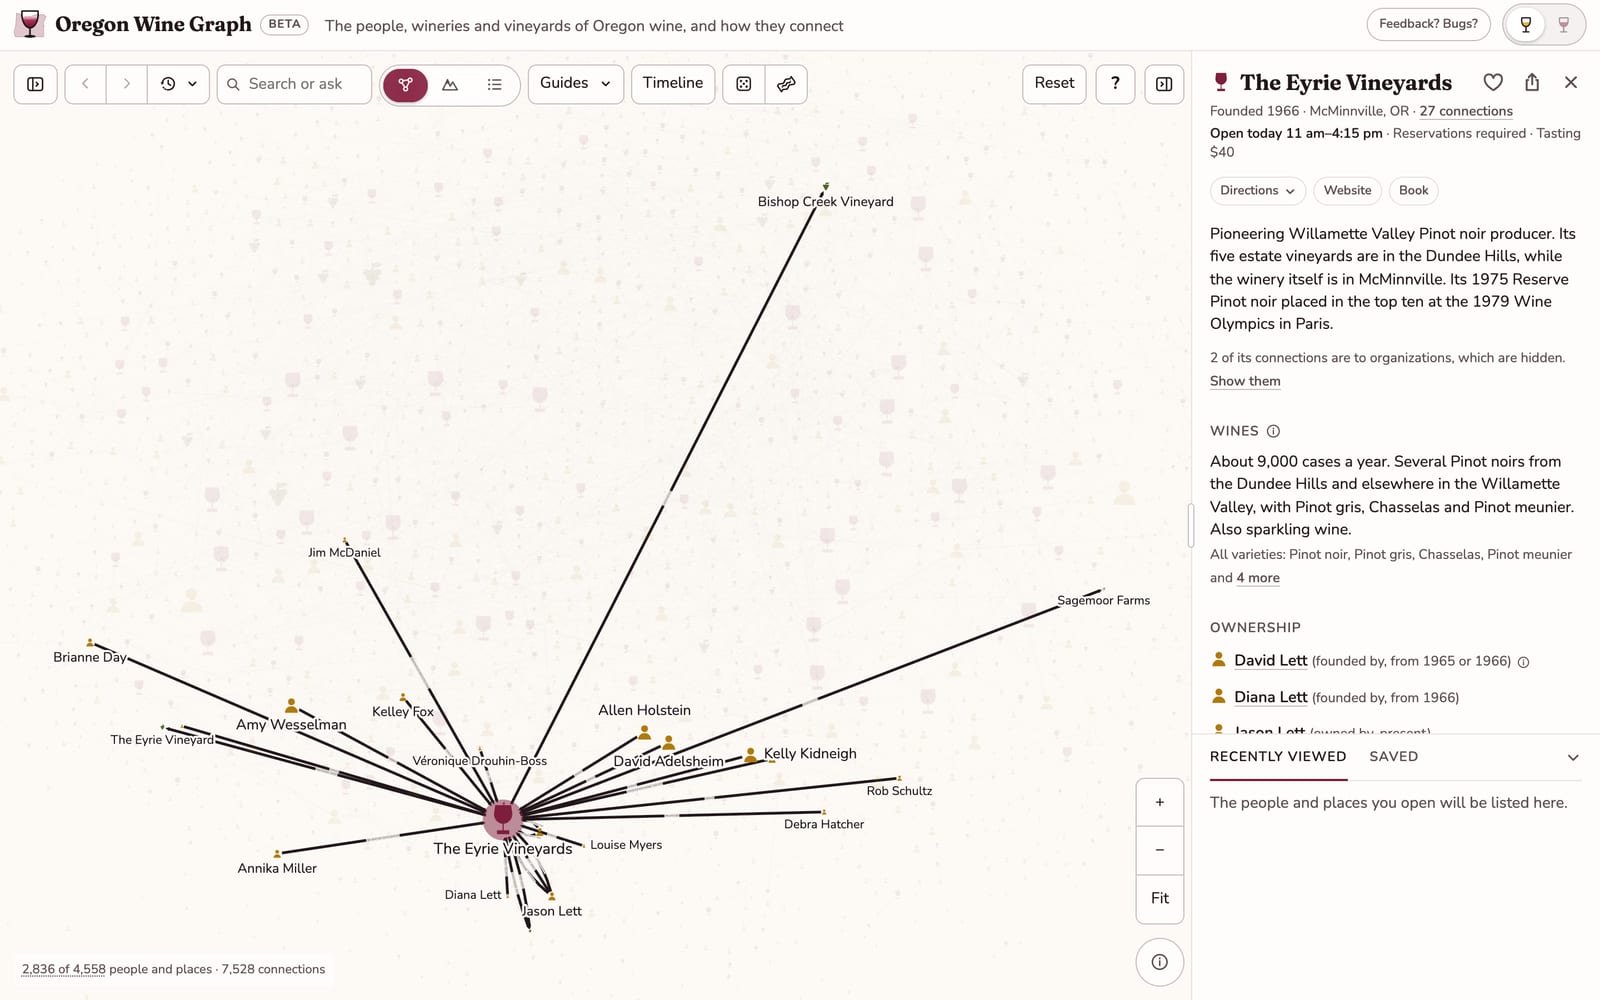 Oregon Wine Graph
BETA
The people, wineries and vineyards of Oregon wine, and how they connect
Feedback? Bugs?
Search or ask
Guides
Timeline
Reset
?
Bishop Creek Vineyard
Jim McDaniel
Sagemoor Farms
Brianne Day
Amy Wesselman
Kelley Fox
Allen Holstein
The Eyrie Vineyard
Véronique Drouhin-Boss
David Adelsheim
Kelly Kidneigh
Rob Schultz
Debra Hatcher
The Eyrie Vineyards
Louise Myers
Annika Miller
Diana Lett
Jason Lett
+
−
Fit
2,836 of 4,558 people and places · 7,528 connections
The Eyrie Vineyards
Founded 1966 · McMinnville, OR · 27 connections
Open today 11 am–4:15 pm · Reservations required · Tasting
$40
Directions
Website
Book
Pioneering Willamette Valley Pinot noir producer. Its
five estate vineyards are in the Dundee Hills, while
the winery itself is in McMinnville. Its 1975 Reserve
Pinot noir placed in the top ten at the 1979 Wine
Olympics in Paris.
2 of its connections are to organizations, which are hidden.
Show them
WINES
About 9,000 cases a year. Several Pinot noirs from
the Dundee Hills and elsewhere in the Willamette
Valley, with Pinot gris, Chasselas and Pinot meunier.
Also sparkling wine.
All varieties: Pinot noir, Pinot gris, Chasselas, Pinot meunier
and 4 more
OWNERSHIP
David Lett (founded by, from 1965 or 1966)
Diana Lett (founded by, from 1966)
Jason Lett (owned by, present)
RECENTLY VIEWED
SAVED
The people and places you open will be listed here.